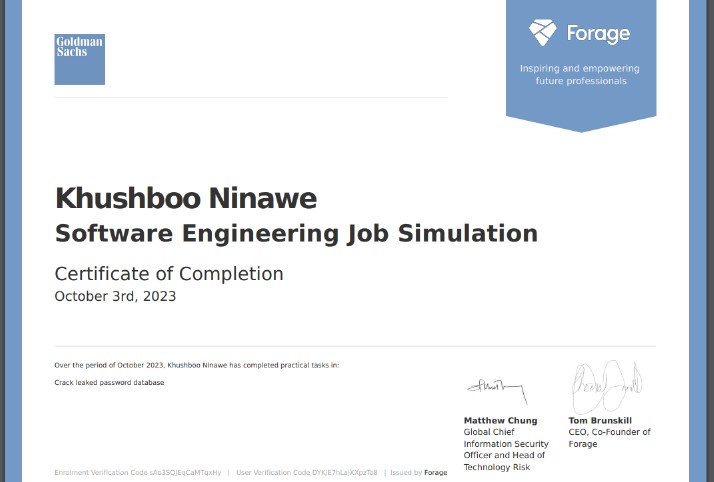 Goldman
Sachs
Forage
Inspiring and empowering
future professionals
Khushboo Ninawe
Software Engineering Job Simulation
Certificate of Completion
October 3rd, 2023
Over the period of October 2023, Khushboo Ninawe has completed practical tasks in:
Crack leaked password database
Matthew Chung
Global Chief
Information Security
Officer and Head of
Technology Risk
Tom Brunskill
CEO, Co-Founder of
Forage
Enrolment Verification Code | User Verification Code | Issued by Forage